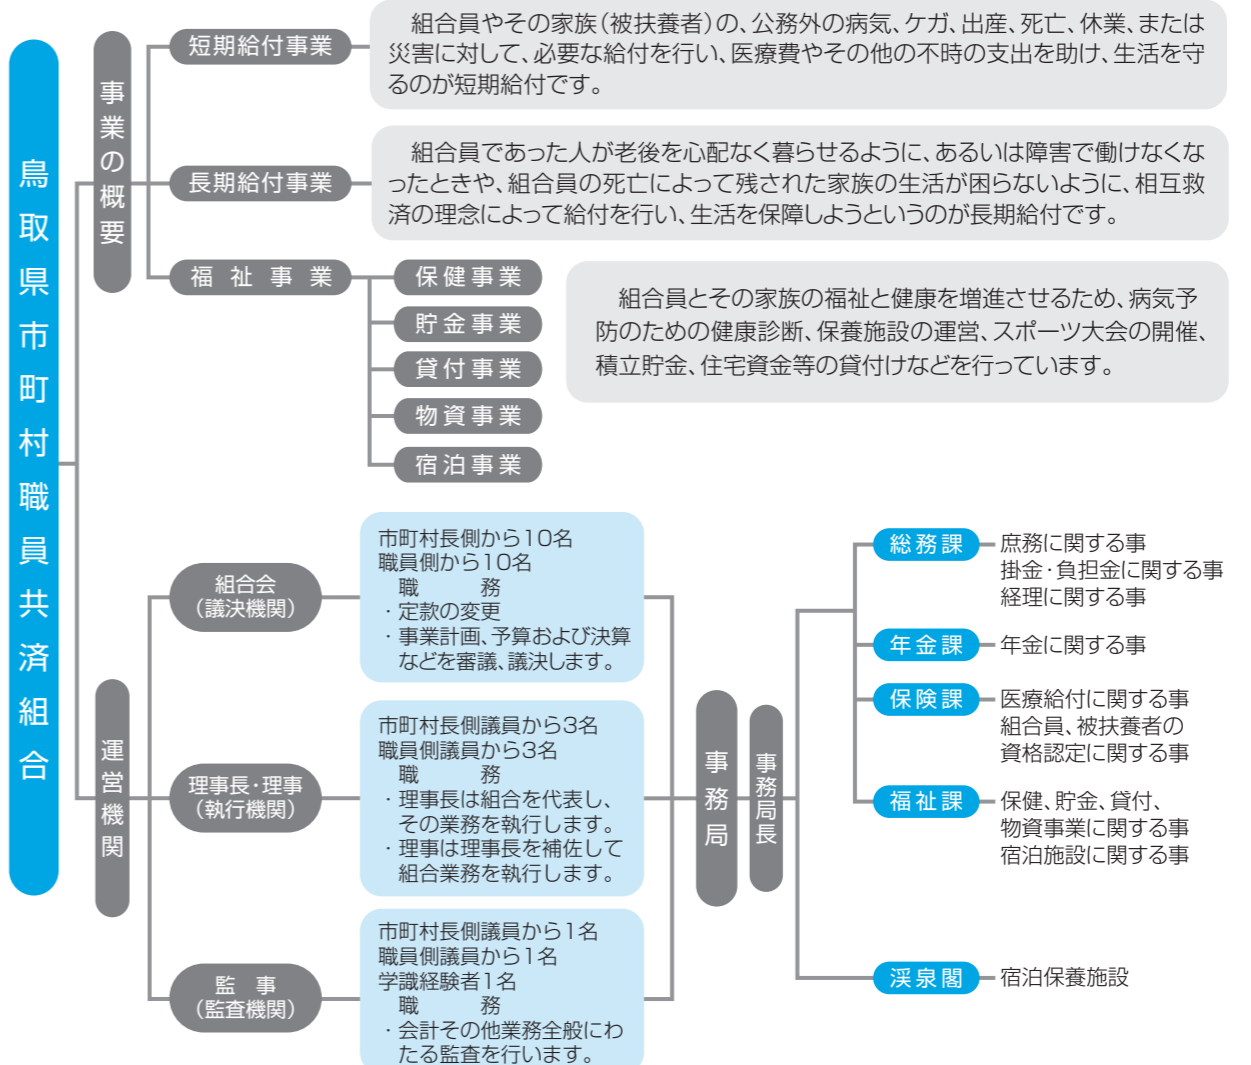 鳥取県市町村職員共済組合
事業の概要
短期給付事業
組合員やその家族（被扶養者）の、公務外の病気、ケガ、出産、死亡、休業、または
災害に対して、必要な給付を行い、医療費やその他の不時の支出を助け、生活を守
るのが短期給付です。
長期給付事業
組合員であった人が老後を心配なく暮らせるように、あるいは障害で働けなくな
ったときや、組合員の死亡によって残された家族の生活が困らないように、相互救
済の理念によって給付を行い、生活を保障しようというのが長期給付です。
福祉事業
保健事業
貯金事業
貸付事業
物資事業
宿泊事業
組合員とその家族の福祉と健康を増進させるため、病気予
防のための健康診断、保養施設の運営、スポーツ大会の開催、
積立貯金、住宅資金等の貸付けなどを行っています。
運営機関
組合会
（議決機関）
市町村長側から10名
職員側から10名
職　　務
・定款の変更
・事業計画、予算および決算
などを審議、議決します。
理事長・理事
（執行機関）
市町村長側議員から3名
職員側議員から3名
職　　務
・理事長は組合を代表し、
その業務を執行します。
・理事は理事長を補佐して
組合業務を執行します。
監　事
（監査機関）
市町村長側議員から1名
職員側議員から1名
学識経験者1名
職　　務
・会計その他業務全般にわ
たる監査を行います。
事務局
事務局長
総務課
庶務に関する事
掛金・負担金に関する事
経理に関する事
年金課
年金に関する事
保険課
医療給付に関する事
組合員、被扶養者の
資格認定に関する事
福祉課
保健、貯金、貸付、
物資事業に関する事
宿泊施設に関する事
渓泉閣
宿泊保養施設